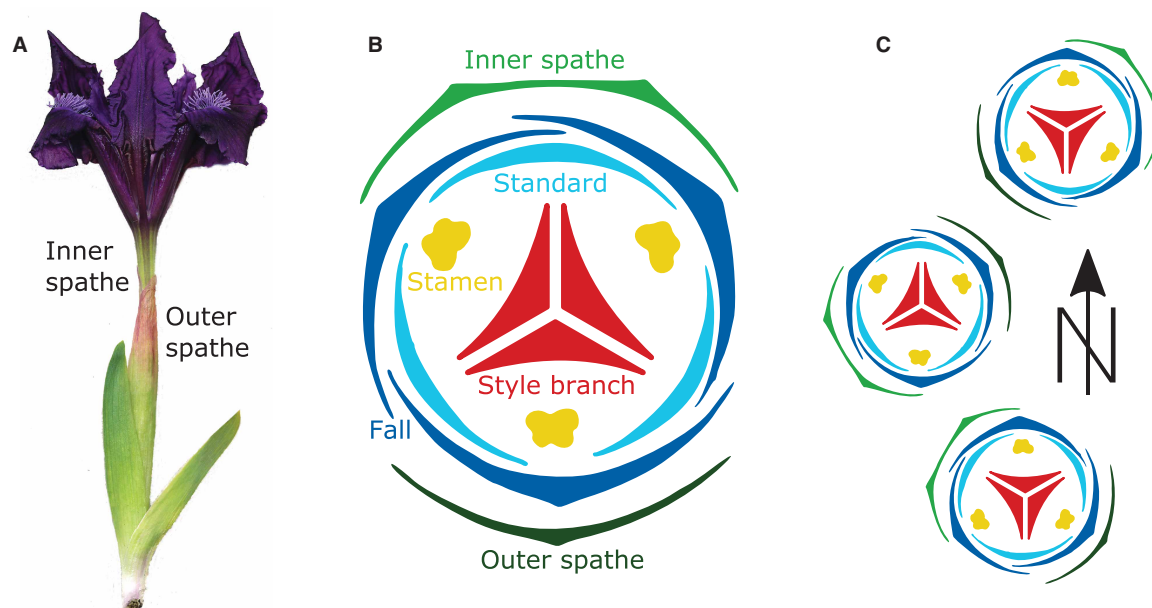 A
Inner
spathe
Outer
spathe
B
Inner spathe
Standard
Stamen
Style branch
Fall
Outer spathe
C
N